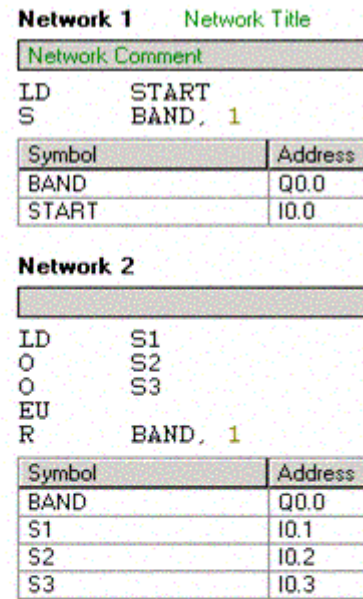 Network 1 Network Title
Network Comment
LD START
S BAND, 1
Symbol Address
BAND Q0.0
START I0.0
Network 2
LD S1
O S2
O S3
EU
R BAND, 1
Symbol Address
BAND Q0.0
S1 I0.1
S2 I0.2
S3 I0.3